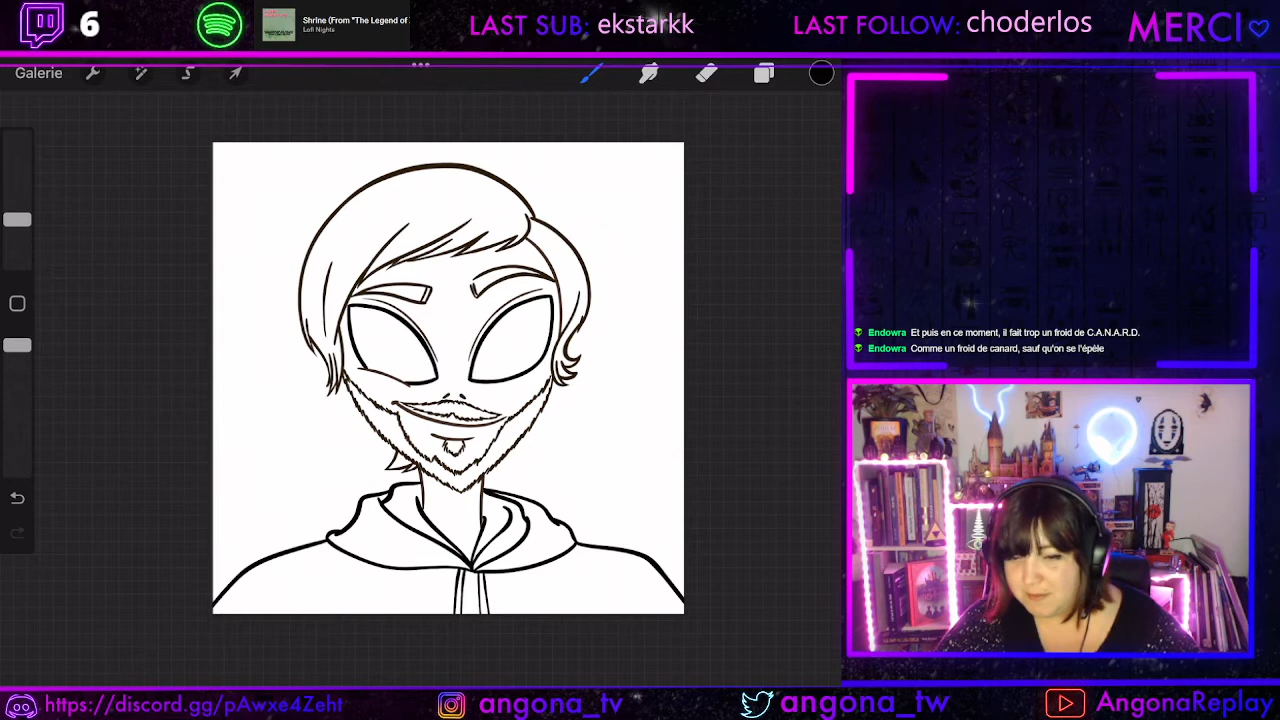 6
Shrine (From "The Legend of
Lofi Nights
LAST SUB: ekstarkk
LAST FOLLOW: choderlos
MERCI
Galerie
Endowra Et puis en ce moment, il fait trop un froid de C.A.N.A.R.D.
Endowra Comme un froid de canard, sauf qu'on se l'épèle
https://discord.gg/pAwxe4Zeht
angona_tv
angona_tw
AngonaReplay